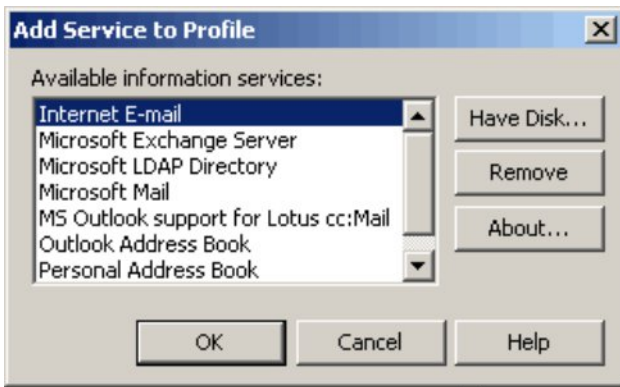 Add Service to Profile
Available information services:
Internet E-mail
Microsoft Exchange Server
Microsoft LDAP Directory
Microsoft Mail
MS Outlook support for Lotus cc:Mail
Outlook Address Book
Personal Address Book
Have Disk...
Remove
About...
OK
Cancel
Help